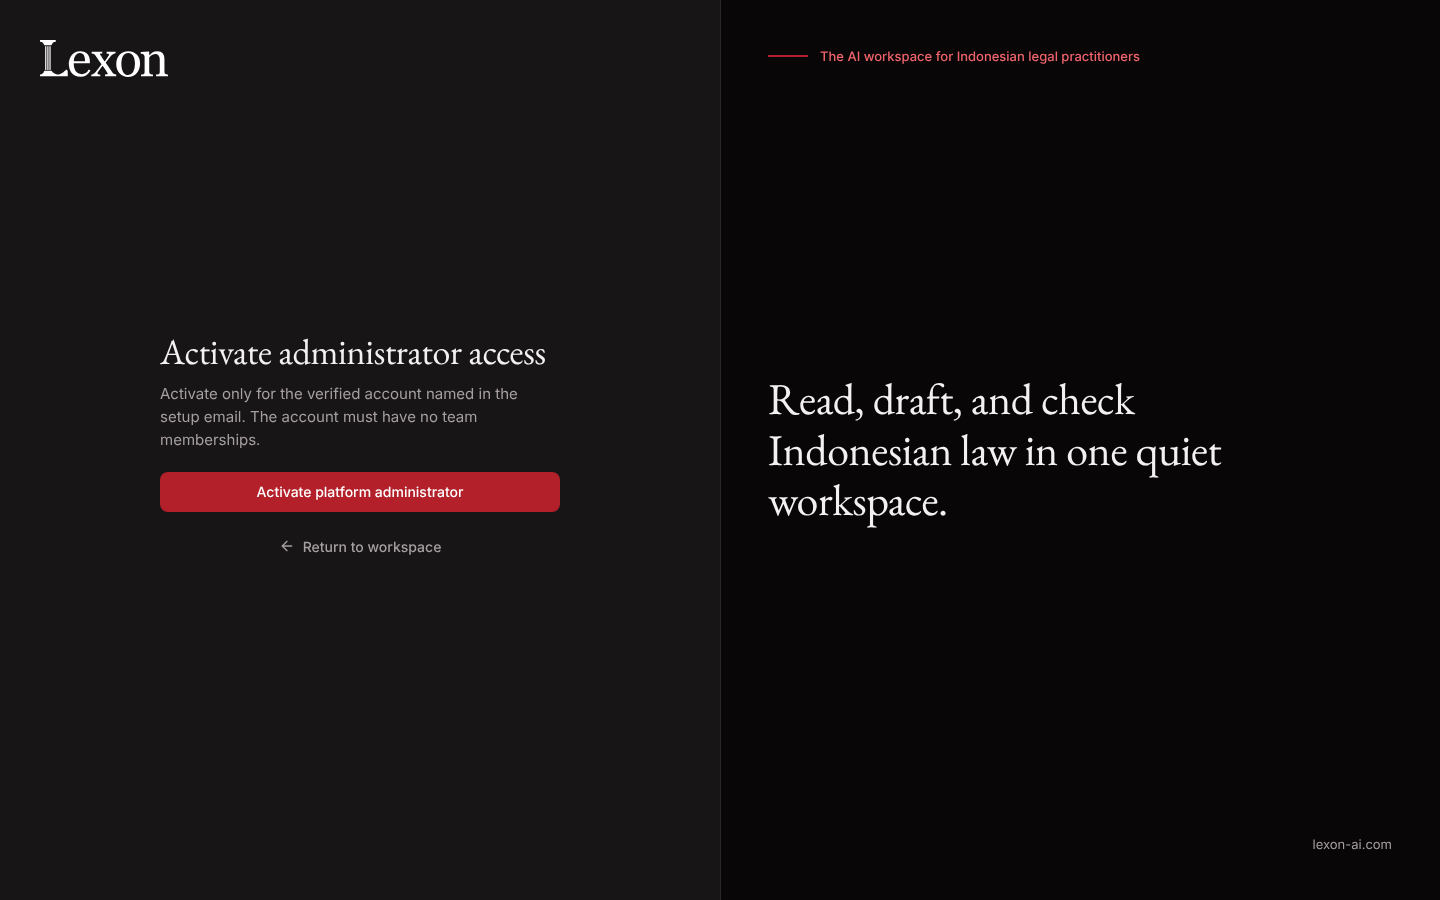 Lexon
Activate administrator access
Activate only for the verified account named in the
setup email. The account must have no team
memberships.
Activate platform administrator
← Return to workspace
The AI workspace for Indonesian legal practitioners
Read, draft, and check
Indonesian law in one quiet
workspace.
lexon-ai.com